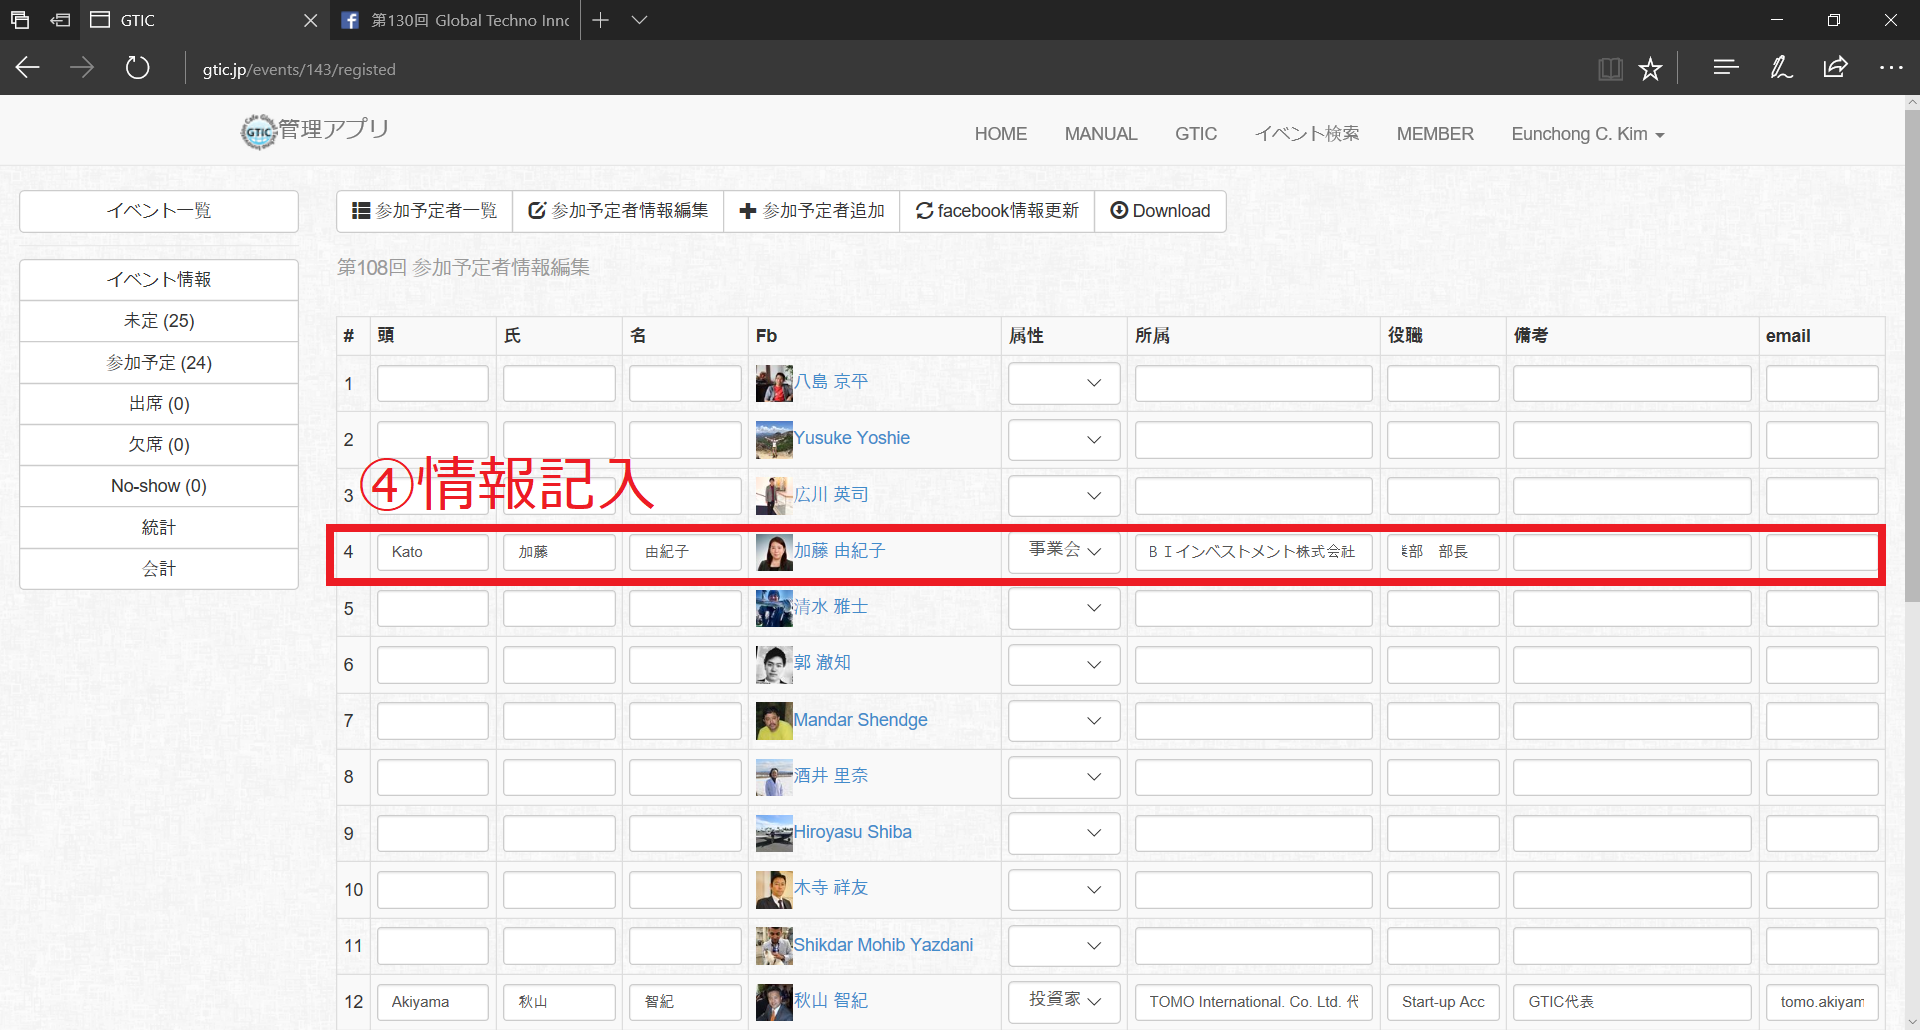 GTIC
第130回 Global Techno Inno
gtic.jp/events/143/registed
GTIC
管理アプリ
HOME MANUAL GTIC イベント検索 MEMBER Eunchong C. Kim
イベント一覧
イベント情報
未定 (25)
参加予定 (24)
出席 (0)
欠席 (0)
No-show (0)
統計
会計
参加予定者一覧 参加予定者情報編集 参加予定者追加 facebook情報更新 Download
第108回 参加予定者情報編集
# 頭 氏 名 Fb 属性 所属 役職 備考 email
1 八島 京平
2 Yusuke Yoshie
④情報記入
3 広川 英司
4 Kato 加藤 由紀子 加藤 由紀子 事業会 ＢＩインベストメント株式会社 業部　部長
5 清水 雅士
6 郭 澈知
7 Mandar Shendge
8 酒井 里奈
9 Hiroyasu Shiba
10 木寺 祥友
11 Shikdar Mohib Yazdani
12 Akiyama 秋山 智紀 秋山 智紀 投資家 TOMO International. Co. Ltd. 代 Start-up Acc GTIC代表 tomo.akiyam